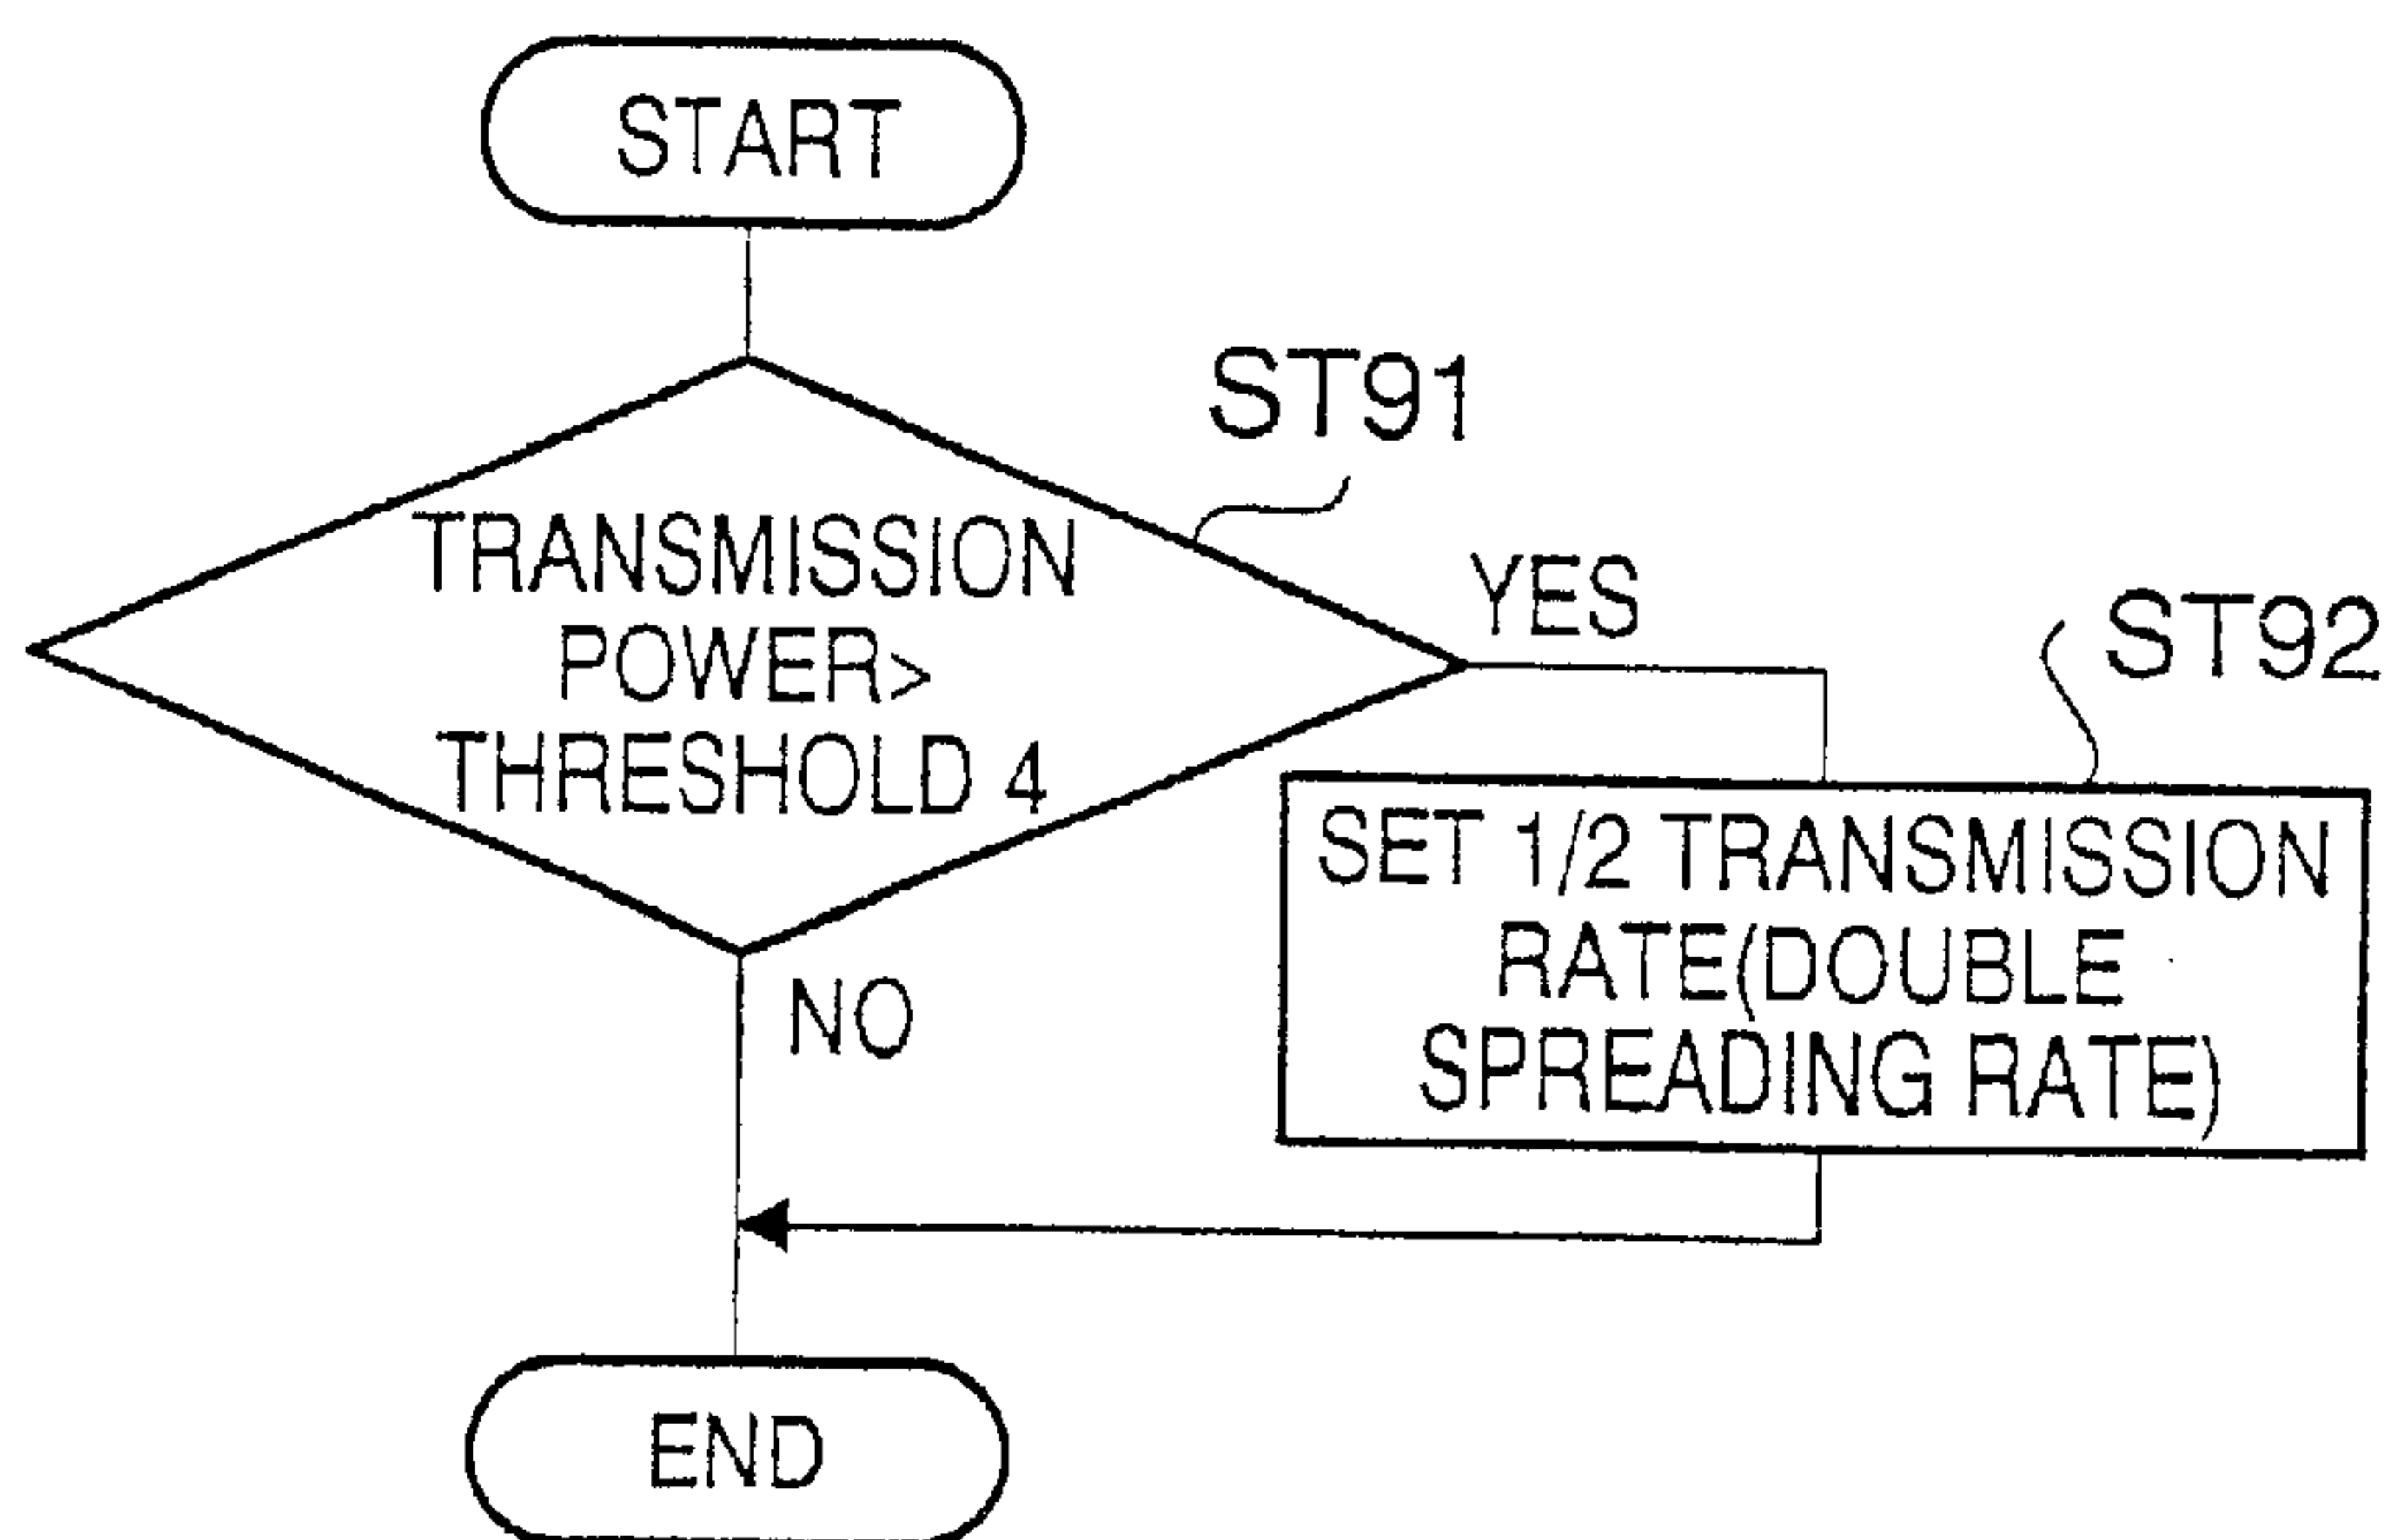 START
ST91
TRANSMISSION
POWER>
THRESHOLD 4
YES
ST92
SET 1/2 TRANSMISSION
RATE(DOUBLE
SPREADING RATE)
NO
END